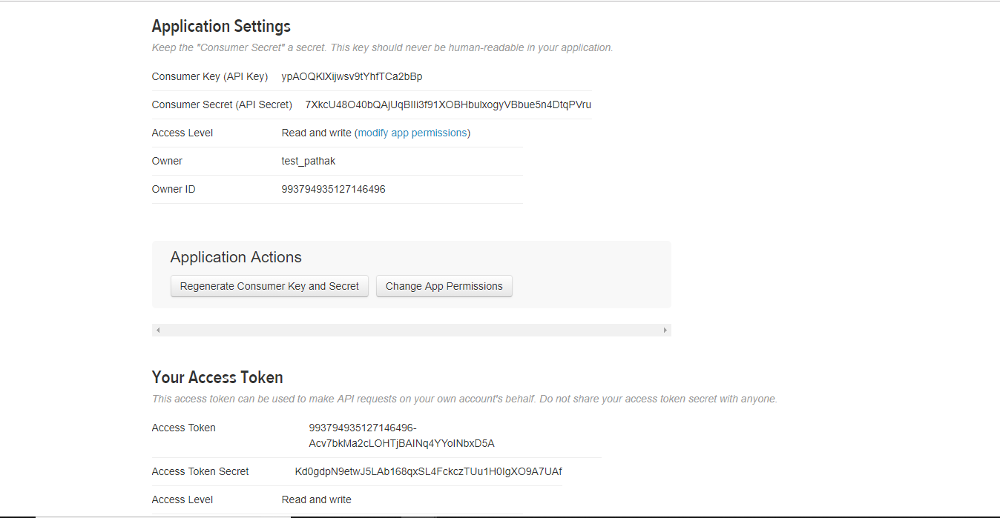 Application Settings
Keep the "Consumer Secret" a secret. This key should never be human-readable in your application.
Consumer Key (API Key)
Consumer Secret (API Secret)
Access Level Read and write (modify app permissions)
Owner test_pathak
Owner ID 993794935127146496
Application Actions
Regenerate Consumer Key and Secret Change App Permissions
Your Access Token
This access token can be used to make API requests on your own account's behalf. Do not share your access token secret with anyone.
Access Token 993794935127146496-
Access Token Secret
Access Level Read and write